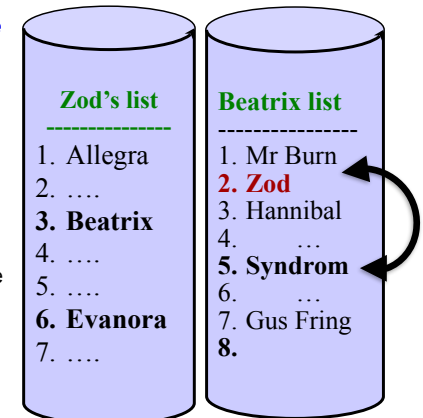 Zod’s list
---------------
1. Allegra
2. ….
3. Beatrix
4. ….
5. ….
6. Evanora
7. ….
Beatrix list
----------------
1. Mr Burn
2. Zod
3. Hannibal
4. …
5. Syndrom
6. …
7. Gus Fring
8.
e